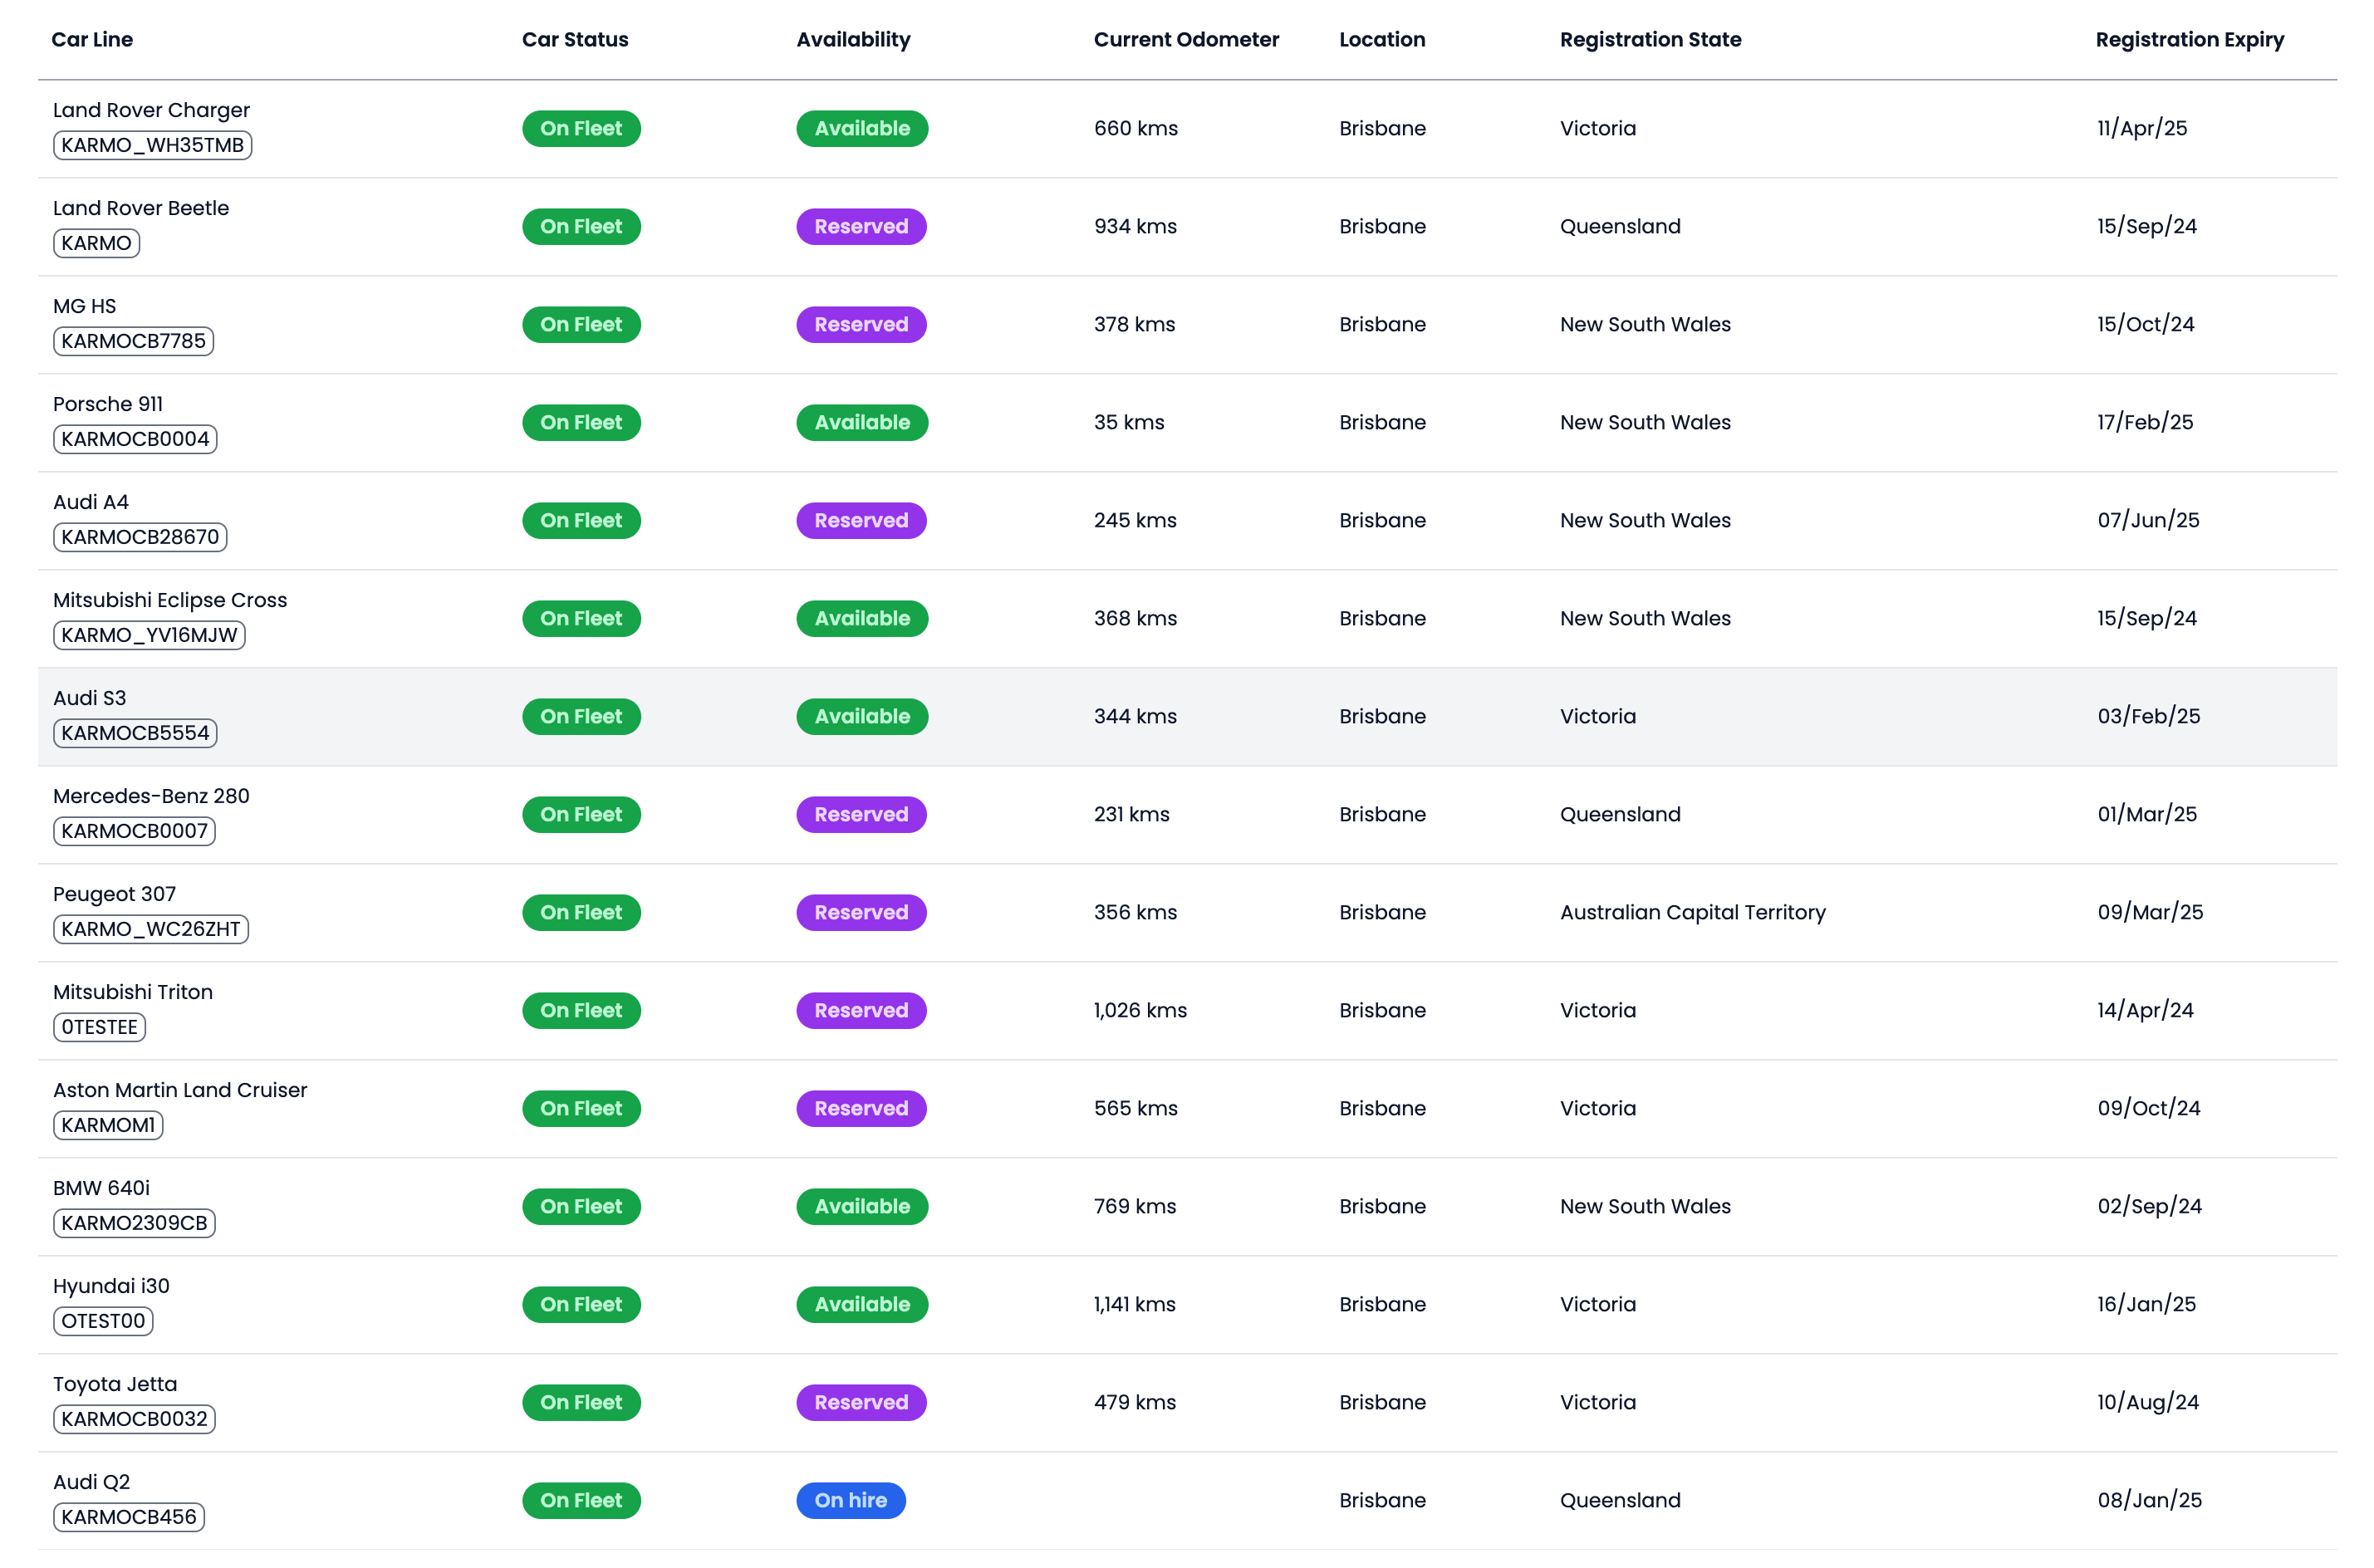 Car Line Car Status Availability Current Odometer Location Registration State Registration Expiry
Land Rover Charger
KARMO_WH35TMB On Fleet Available 660 kms Brisbane Victoria 11/Apr/25
Land Rover Beetle
KARMO On Fleet Reserved 934 kms Brisbane Queensland 15/Sep/24
MG HS
KARMOCB7785 On Fleet Reserved 378 kms Brisbane New South Wales 15/Oct/24
Porsche 911
KARMOCB0004 On Fleet Available 35 kms Brisbane New South Wales 17/Feb/25
Audi A4
KARMOCB28670 On Fleet Reserved 245 kms Brisbane New South Wales 07/Jun/25
Mitsubishi Eclipse Cross
KARMO_YV16MJW On Fleet Available 368 kms Brisbane New South Wales 15/Sep/24
Audi S3
KARMOCB5554 On Fleet Available 344 kms Brisbane Victoria 03/Feb/25
Mercedes-Benz 280
KARMOCB0007 On Fleet Reserved 231 kms Brisbane Queensland 01/Mar/25
Peugeot 307
KARMO_WC26ZHT On Fleet Reserved 356 kms Brisbane Australian Capital Territory 09/Mar/25
Mitsubishi Triton
0TESTEE On Fleet Reserved 1,026 kms Brisbane Victoria 14/Apr/24
Aston Martin Land Cruiser
KARMOM1 On Fleet Reserved 565 kms Brisbane Victoria 09/Oct/24
BMW 640i
KARMO2309CB On Fleet Available 769 kms Brisbane New South Wales 02/Sep/24
Hyundai i30
OTEST00 On Fleet Available 1,141 kms Brisbane Victoria 16/Jan/25
Toyota Jetta
KARMOCB0032 On Fleet Reserved 479 kms Brisbane Victoria 10/Aug/24
Audi Q2
KARMOCB456 On Fleet On hire Brisbane Queensland 08/Jan/25